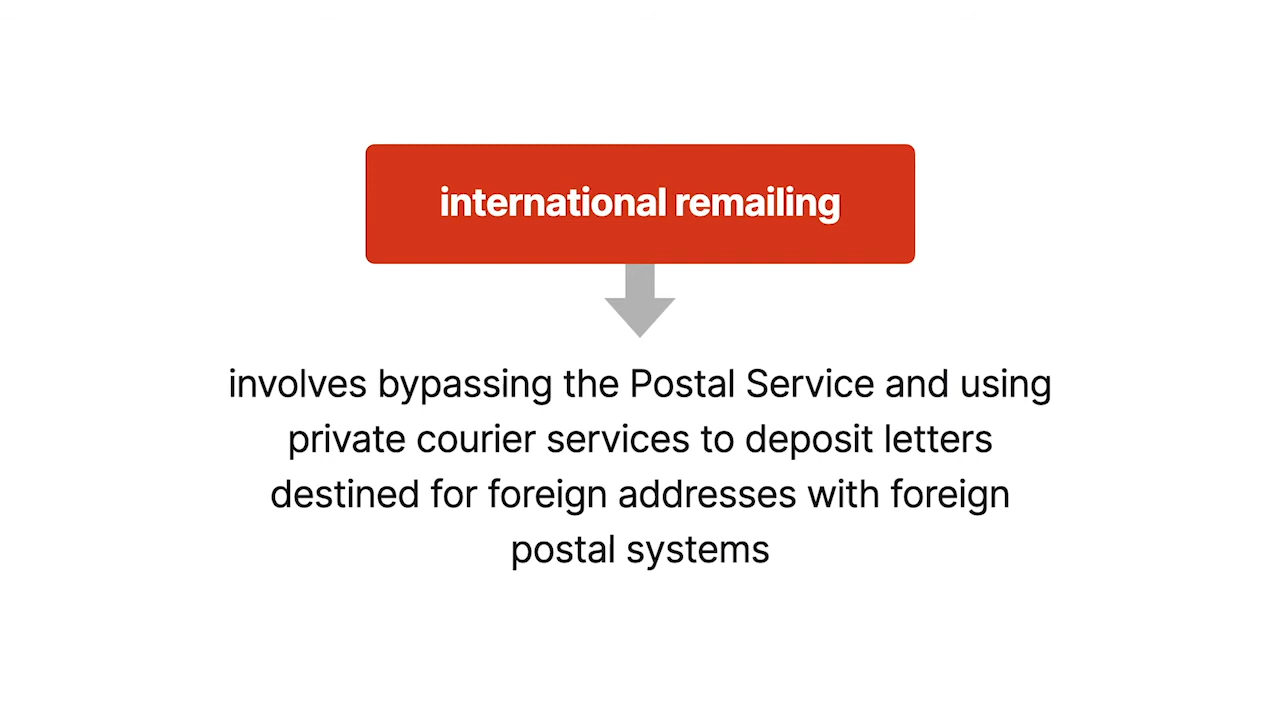 international remailing
involves bypassing the Postal Service and using
private courier services to deposit letters
destined for foreign addresses with foreign
postal systems